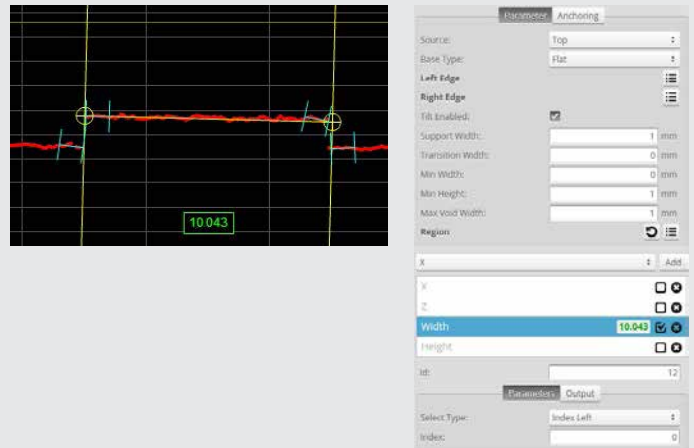 10.043
Parameter Anchoring
Source: Top
Base Type: Flat
Left Edge
Right Edge
Tilt Enabled:
Support Width: 1 mm
Transition Width: 0 mm
Min Width: 0 mm
Min Height: 1 mm
Max Void Width: 1 mm
Region
X Add
X
Z
Width 10.043
Height
Id: 12
Parameters Output
Select Type: Index Left
Index: 0